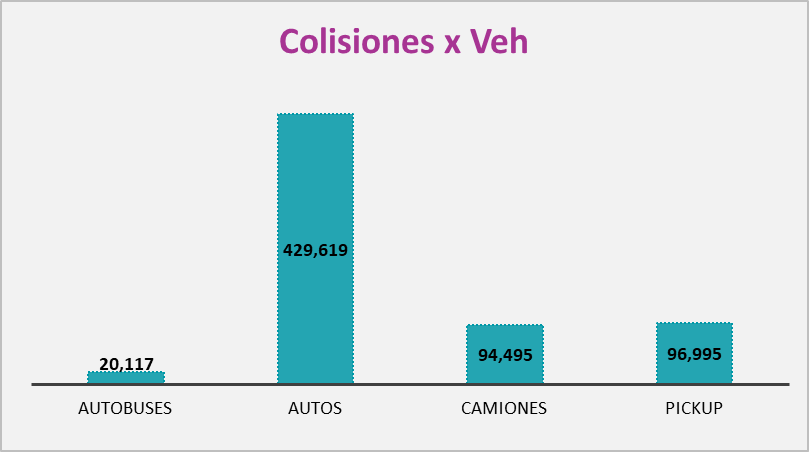 Colisiones x Veh
429,619
20,117
94,495
96,995
AUTOBUSES
AUTOS
CAMIONES
PICKUP